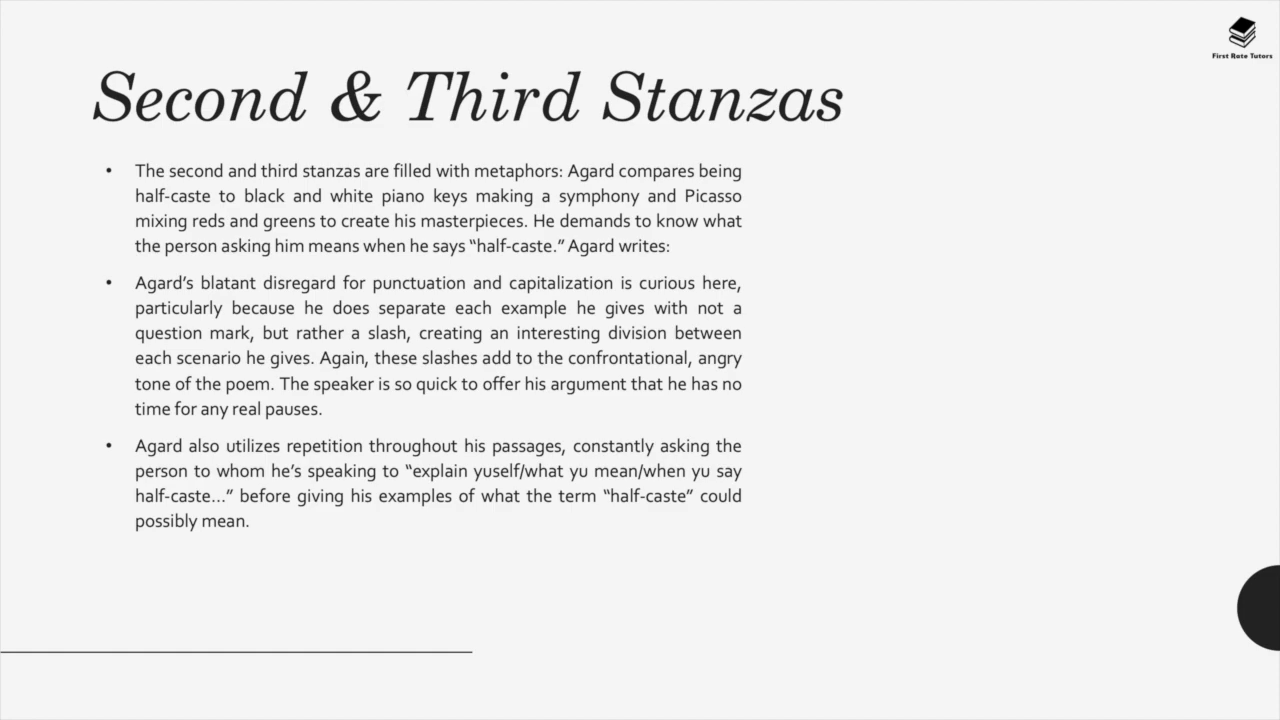 First Rate Tutors
Second & Third Stanzas
• The second and third stanzas are filled with metaphors: Agard compares being
half-caste to black and white piano keys making a symphony and Picasso
mixing reds and greens to create his masterpieces. He demands to know what
the person asking him means when he says “half-caste.” Agard writes:
• Agard’s blatant disregard for punctuation and capitalization is curious here,
particularly because he does separate each example he gives with not a
question mark, but rather a slash, creating an interesting division between
each scenario he gives. Again, these slashes add to the confrontational, angry
tone of the poem. The speaker is so quick to offer his argument that he has no
time for any real pauses.
• Agard also utilizes repetition throughout his passages, constantly asking the
person to whom he’s speaking to “explain yuself/what yu mean/when yu say
half-caste…” before giving his examples of what the term “half-caste” could
possibly mean.